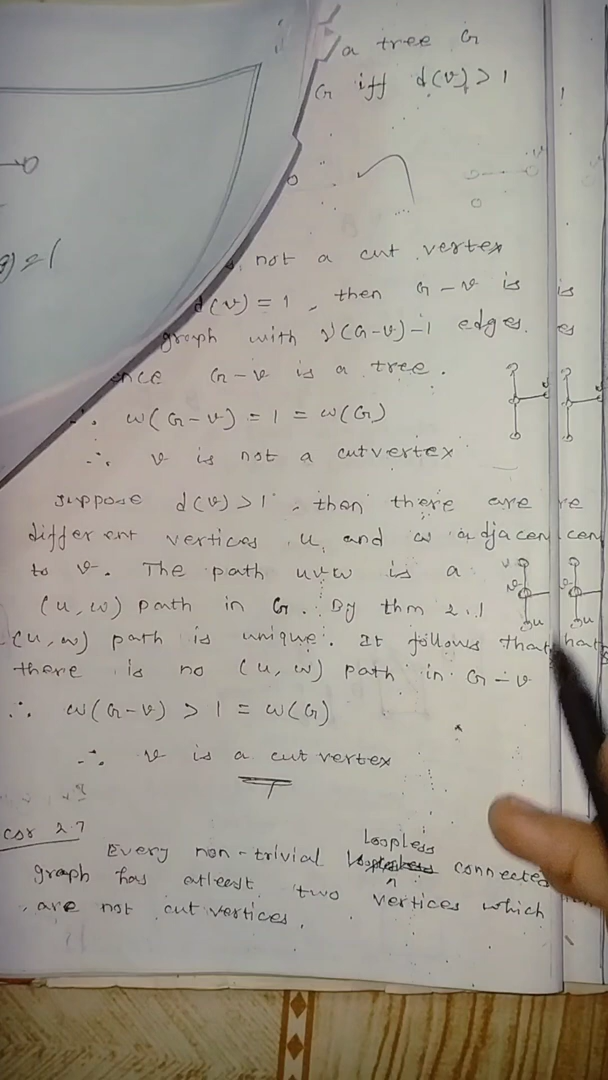 a tree G
G iff d(v) > 1
not a cut vertex
d(v) = 1, then G-v is
graph with ν(G-v)-1 edges.
G-v is a tree.
∴ ω(G-v) = 1 = ω(G)
∴ v is not a cutvertex
suppose d(v) > 1, then there are
different vertices u and w adjacent
to v. The path uvw is a
(u, w) path in G. By thm 2.1
(u, w) path is unique. It follows that
there is no (u, w) path in G-v
∴ ω(G-v) > 1 = ω(G)
∴ v is a cut vertex
cor 2.7
Every non-trivial Loopless connected
graph has atleast two vertices which
are not cut vertices.